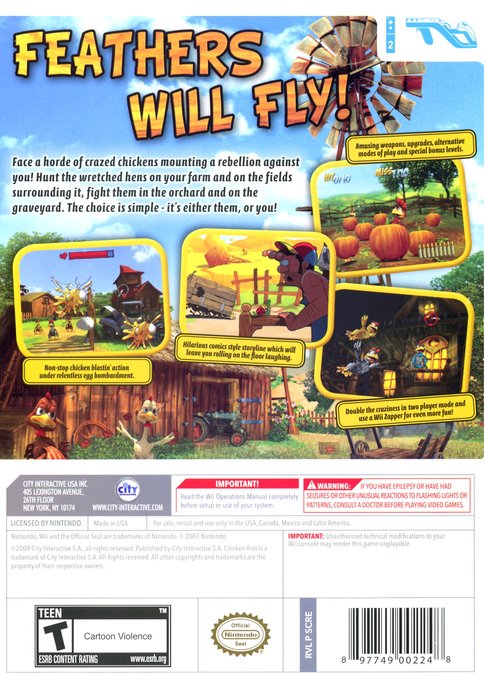 FEATHERS
WILL FLY!
2
Face a horde of crazed chickens mounting a rebellion against
you! Hunt the wretched hens on your farm and on the fields
surrounding it, fight them in the orchard and on the
graveyard. The choice is simple - it's either them, or you!
Amusing weapons, upgrades, alternative
modes of play and special bonus levels.
Non-stop chicken blastin' action
under relentless egg bombardment.
Hilarious comics style storyline which will
leave you rolling on the floor laughing.
Double the craziness in two player mode and
use a Wii Zapper for even more fun!
CITY INTERACTIVE USA INC
405 LEXINGTON AVENUE,
26TH FLOOR
NEW YORK, NY 10174
city
interactive
WWW.CITY-INTERACTIVE.COM
IMPORTANT!
Read the Wii Operations Manual completely
before setup or use of your system.
WARNING: IF YOU HAVE EPILEPSY OR HAVE HAD
SEIZURES OR OTHER UNUSUAL REACTIONS TO FLASHING LIGHTS OR
PATTERNS, CONSULT A DOCTOR BEFORE PLAYING VIDEO GAMES.
LICENSED BY NINTENDO.
Made in USA
For sale, rental and use only in the USA, Canada, Mexico and Latin America.
Nintendo, Wii and the Official Seal are trademarks of Nintendo. © 2007 Nintendo.
©2009 City Interactive S.A., all rights reserved. Published by City Interactive S.A. Chicken Riot is a
trademark of City Interactive S.A. All Rights reserved. All other copyrights and trademarks are the
property of their respective owners.
IMPORTANT: Unauthorized technical modifications to your
Wii console may render this game unplayable.
TEEN
TM
T
Cartoon Violence
ESRB CONTENT RATING
www.esrb.org
Official
Nintendo
Seal
RVL P SCRE
8 97749 00224 8